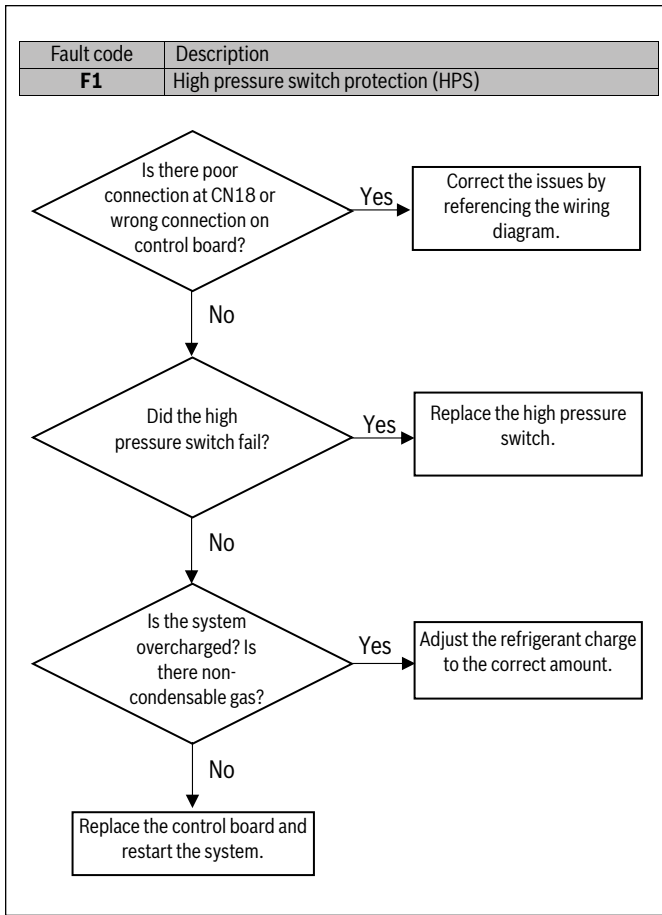 Fault code Description
F1 High pressure switch protection (HPS)
Is there poor
connection at CN18 or
wrong connection on
control board?
Yes
Correct the issues by
referencing the wiring
diagram.
No
Did the high
pressure switch fail?
Yes
Replace the high pressure
switch.
No
Is the system
overcharged? Is
there non-
condensable gas?
Yes
Adjust the refrigerant charge
to the correct amount.
No
Replace the control board and
restart the system.